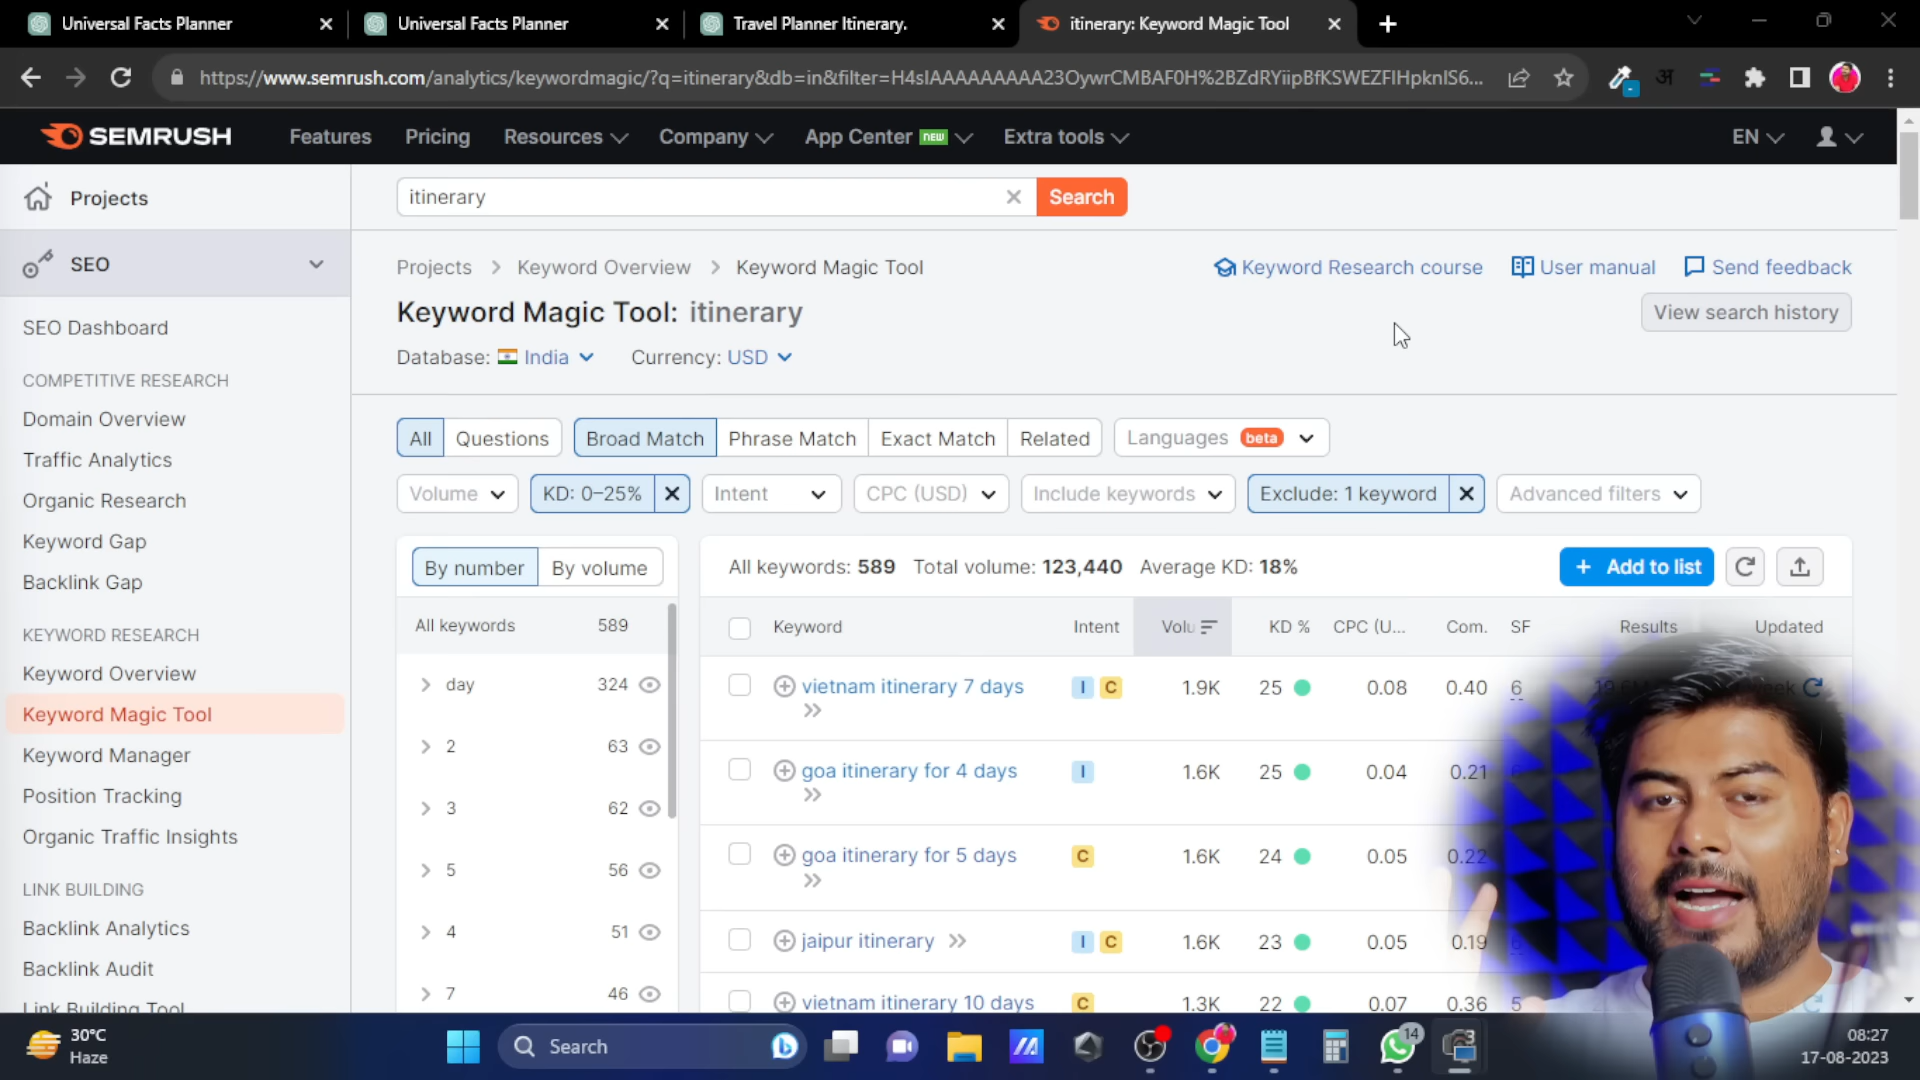 Universal Facts Planner
Universal Facts Planner
Travel Planner Itinerary.
itinerary: Keyword Magic Tool
https://www.semrush.com/analytics/keywordmagic/?q=itinerary&db=in&filter=H4sIAAAAAAAAA23OywrCMBAF0H%2BZdRYiipBfKSWEZFIHpknIS6...
अ
SEMRUSH
Features
Pricing
Resources
Company
App Center NEW
Extra tools
EN
Projects
SEO
SEO Dashboard
COMPETITIVE RESEARCH
Domain Overview
Traffic Analytics
Organic Research
Keyword Gap
Backlink Gap
KEYWORD RESEARCH
Keyword Overview
Keyword Magic Tool
Keyword Manager
Position Tracking
Organic Traffic Insights
LINK BUILDING
Backlink Analytics
Backlink Audit
Link Building Tool
itinerary
Search
Projects > Keyword Overview > Keyword Magic Tool
Keyword Research course
User manual
Send feedback
Keyword Magic Tool: itinerary
View search history
Database: India
Currency: USD
All Questions
Broad Match Phrase Match Exact Match Related
Languages beta
Volume
KD: 0–25%
Intent
CPC (USD)
Include keywords
Exclude: 1 keyword
Advanced filters
By number By volume
All keywords 589
day 324
2 63
3 62
5 56
4 51
7 46
All keywords: 589 Total volume: 123,440 Average KD: 18%
+ Add to list
Keyword Intent Volu KD % CPC (U... Com. SF Results Updated
vietnam itinerary 7 days I C 1.9K 25 0.08 0.40 6
goa itinerary for 4 days I 1.6K 25 0.04 0.21
goa itinerary for 5 days C 1.6K 24 0.05 0.22
jaipur itinerary I C 1.6K 23 0.05 0.19
vietnam itinerary 10 days C 1.3K 22 0.07 0.36 5
30°C
Haze
Search
14
08:27
17-08-2023